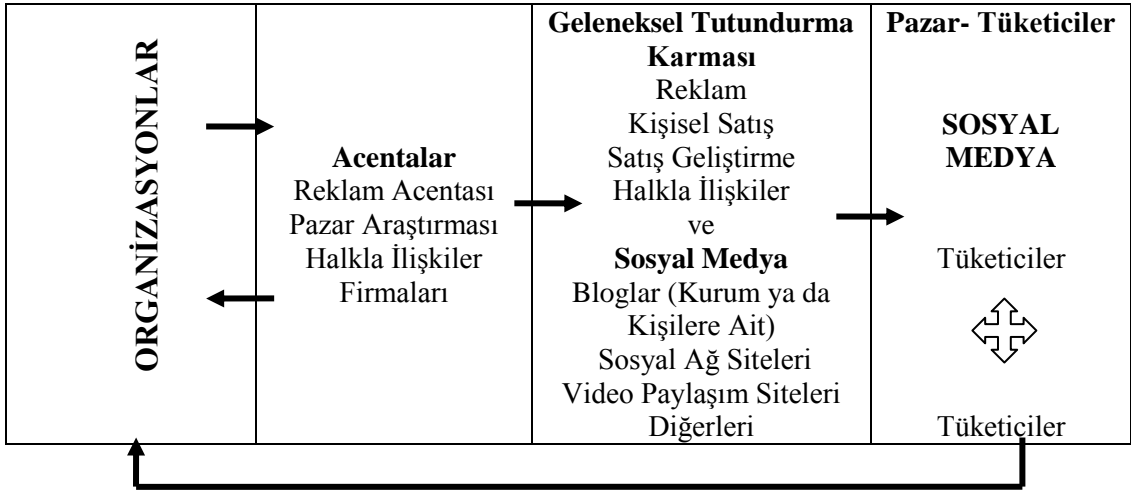 ORGANİZASYONLAR
Acentalar
Reklam Acentası
Pazar Araştırması
Halkla İlişkiler
Firmaları
Geleneksel Tutundurma
Karması
Reklam
Kişisel Satış
Satış Geliştirme
Halkla İlişkiler
ve
Sosyal Medya
Bloglar (Kurum ya da
Kişilere Ait)
Sosyal Ağ Siteleri
Video Paylaşım Siteleri
Diğerleri
Pazar- Tüketiciler
SOSYAL
MEDYA
Tüketiciler
Tüketiciler